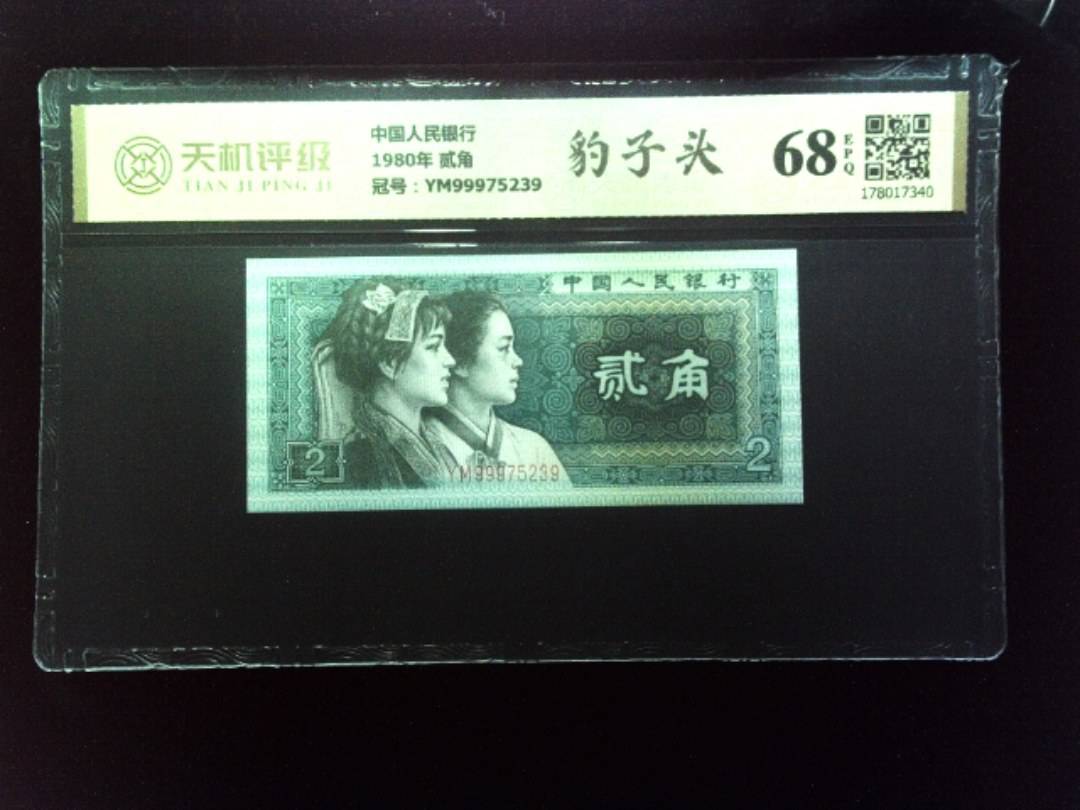 天机评级
TIAN JI PING JI
中国人民银行
1980年 贰角
冠号：YM99975239
豹子头
68
EPQ
178017340
中国人民银行
贰角
2
2
YM99975239